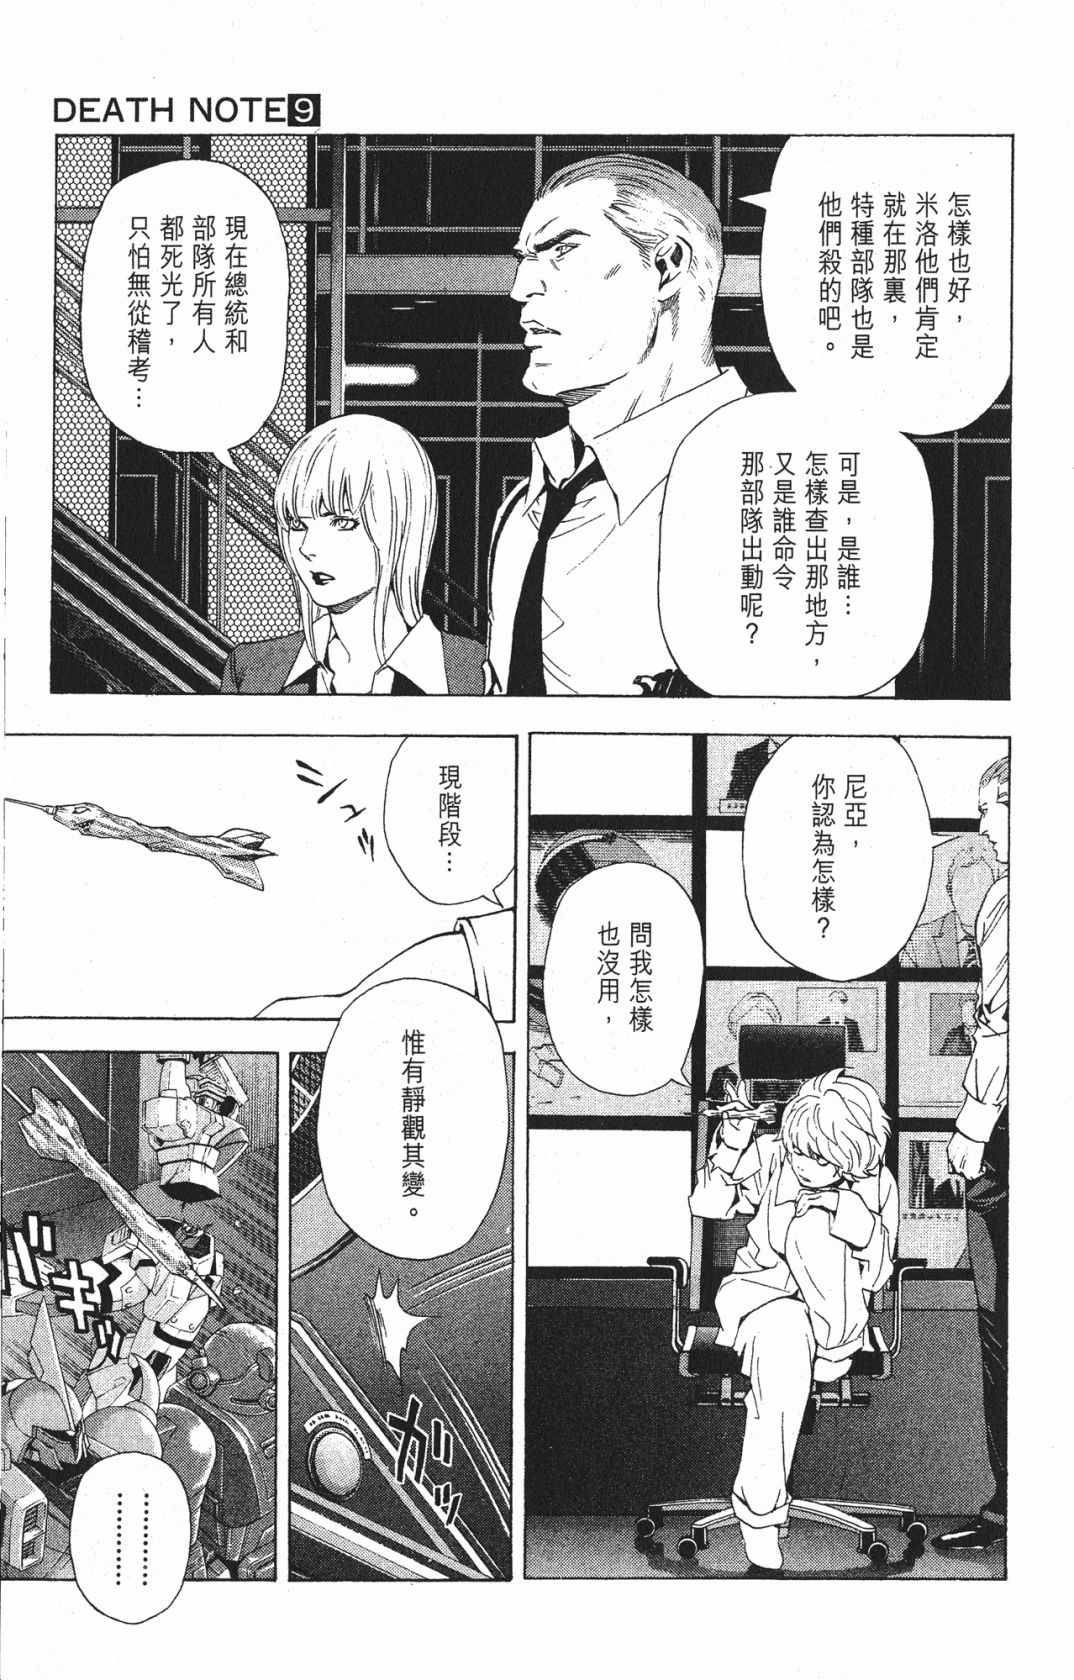 DEATH NOTE 9
怎樣也好，
米洛他們肯定
就在那裏，
特種部隊也是
他們殺的吧。
可是，是誰…
怎樣查出那地方，
又是誰命令
那部隊出動呢？
現在總統和
部隊所有人
都死光了，
只怕無從稽考…
尼亞，
你認為怎樣？
問我怎樣
也沒用，
現階段…
ニュッ
惟有靜觀其變。
ガッ
ギギ
………